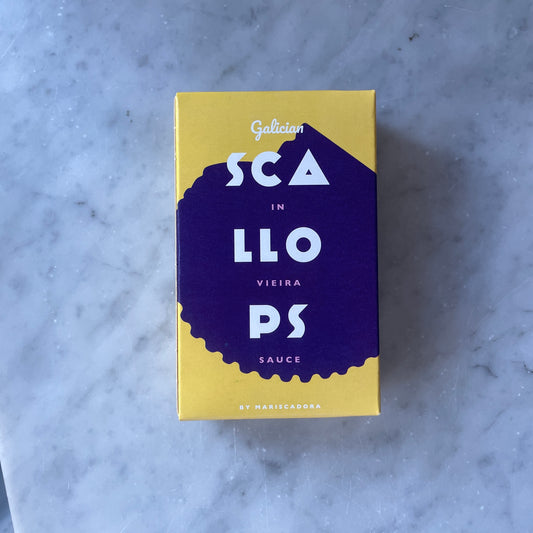 Galician
SCA
IN
LLO
VIEIRA
PS
SAUCE
BY MARISCADORA